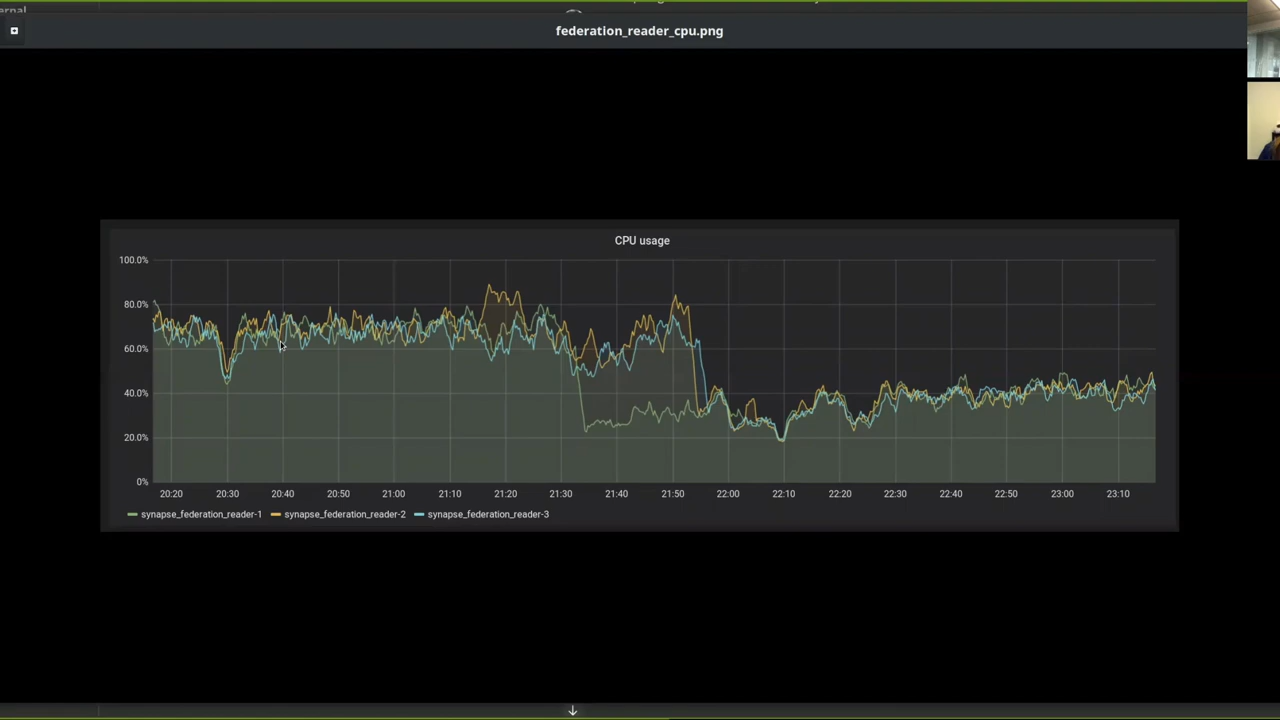 ernal
federation_reader_cpu.png
CPU usage
100.0%
80.0%
60.0%
40.0%
20.0%
0%
20:20 20:30 20:40 20:50 21:00 21:10 21:20 21:30 21:40 21:50 22:00 22:10 22:20 22:30 22:40 22:50 23:00 23:10
synapse_federation_reader-1 synapse_federation_reader-2 synapse_federation_reader-3